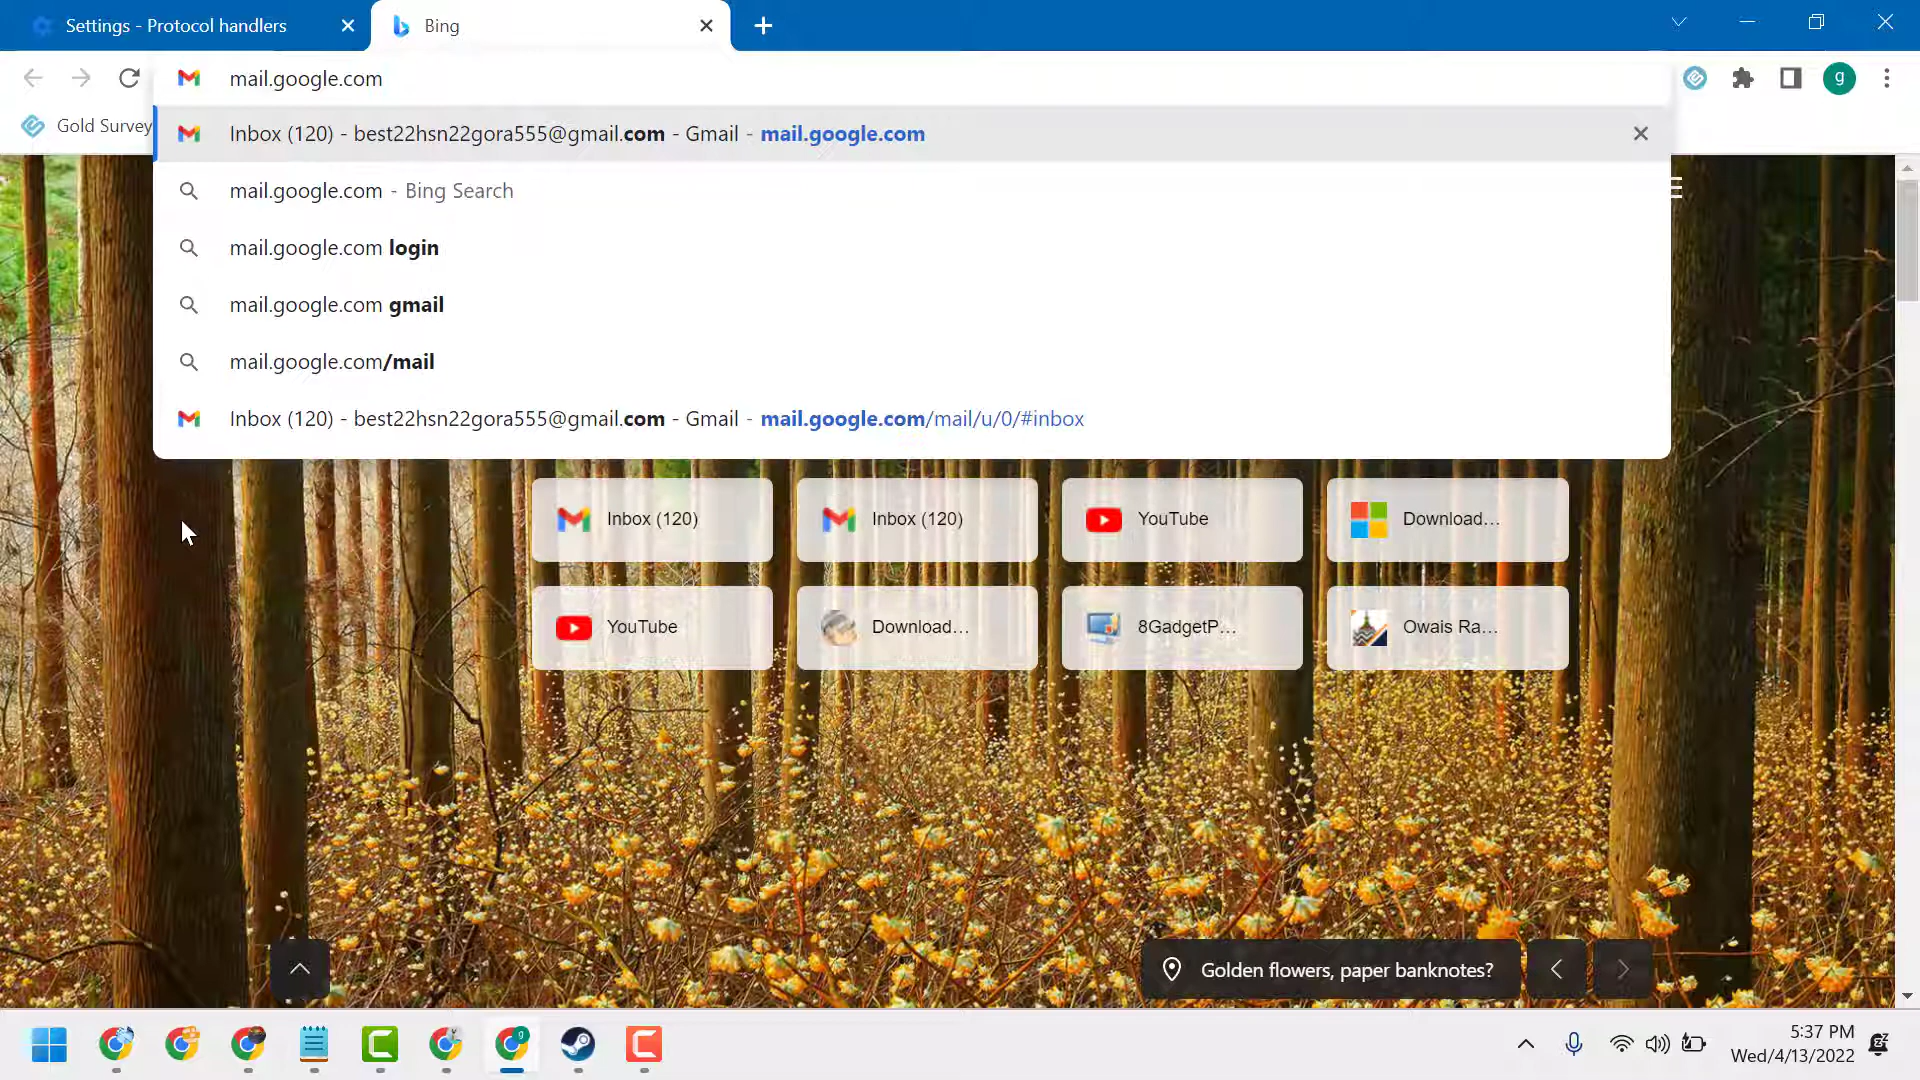 Settings - Protocol handlers
Bing
mail.google.com
g
Gold Survey
Inbox (120) - best22hsn22gora555@gmail.com - Gmail - mail.google.com
mail.google.com - Bing Search
mail.google.com login
mail.google.com gmail
mail.google.com/mail
Inbox (120) - best22hsn22gora555@gmail.com - Gmail - mail.google.com/mail/u/0/#inbox
Inbox (120)
Inbox (120)
YouTube
Download...
YouTube
Download...
8GadgetP...
Owais Ra...
Golden flowers, paper banknotes?
g
5:37 PM
Wed/4/13/2022